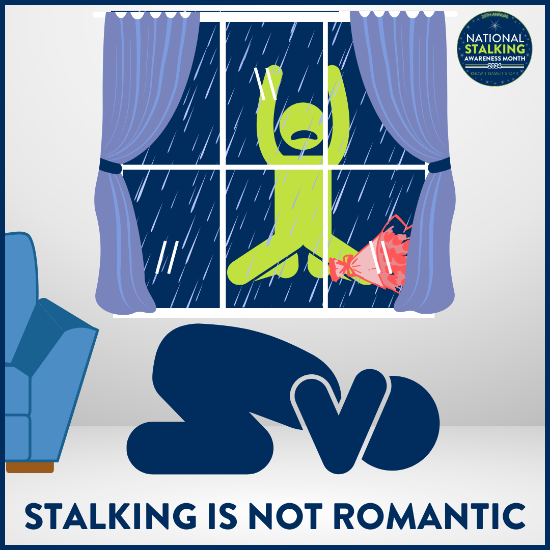 NATIONAL
STALKING
AWARENESS MONTH
STALKING IS NOT ROMANTIC